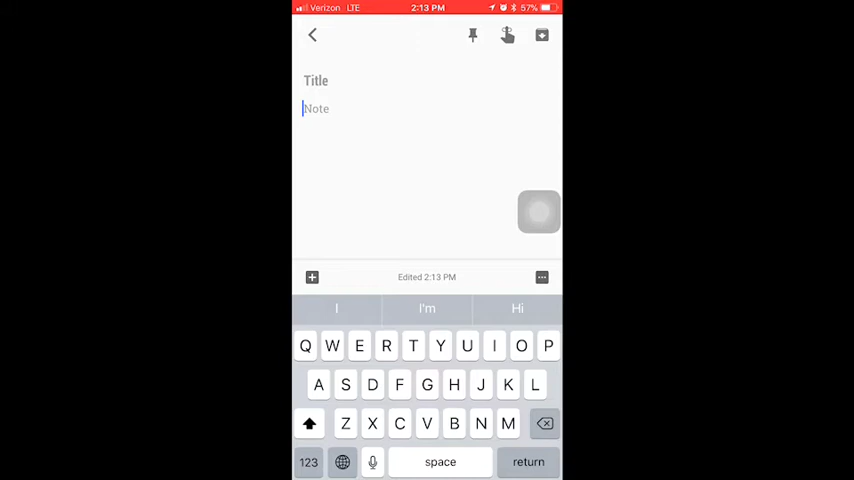 Verizon LTE 2:13 PM 57%
Title
Note
Edited 2:13 PM
I I'm Hi
Q W E R T Y U I O P
A S D F G H J K L
Z X C V B N M
123 space return